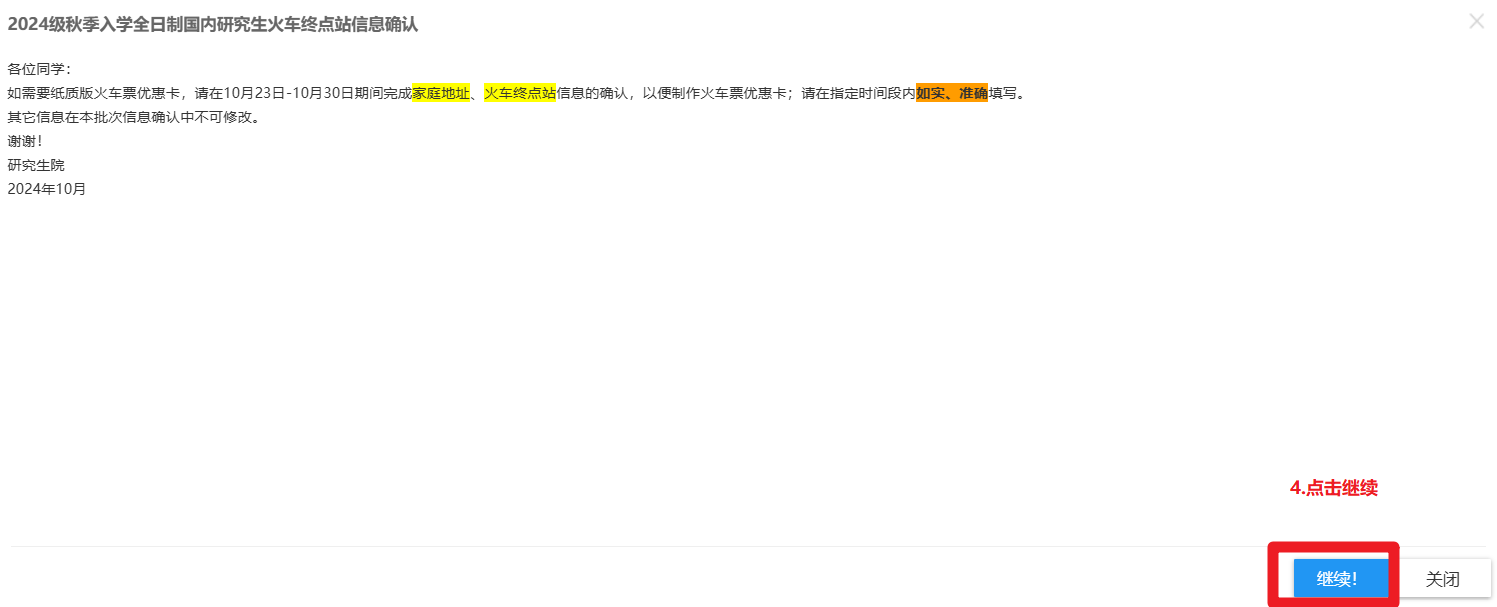 2024级秋季入学全日制国内研究生火车终点站信息确认
各位同学：
如需要纸质版火车票优惠卡，请在10月23日-10月30日期间完成家庭地址、火车终点站信息的确认，以便制作火车票优惠卡；请在指定时间段内如实、准确填写。
其它信息在本批次信息确认中不可修改。
谢谢！
研究生院
2024年10月
4.点击继续
继续!
关闭